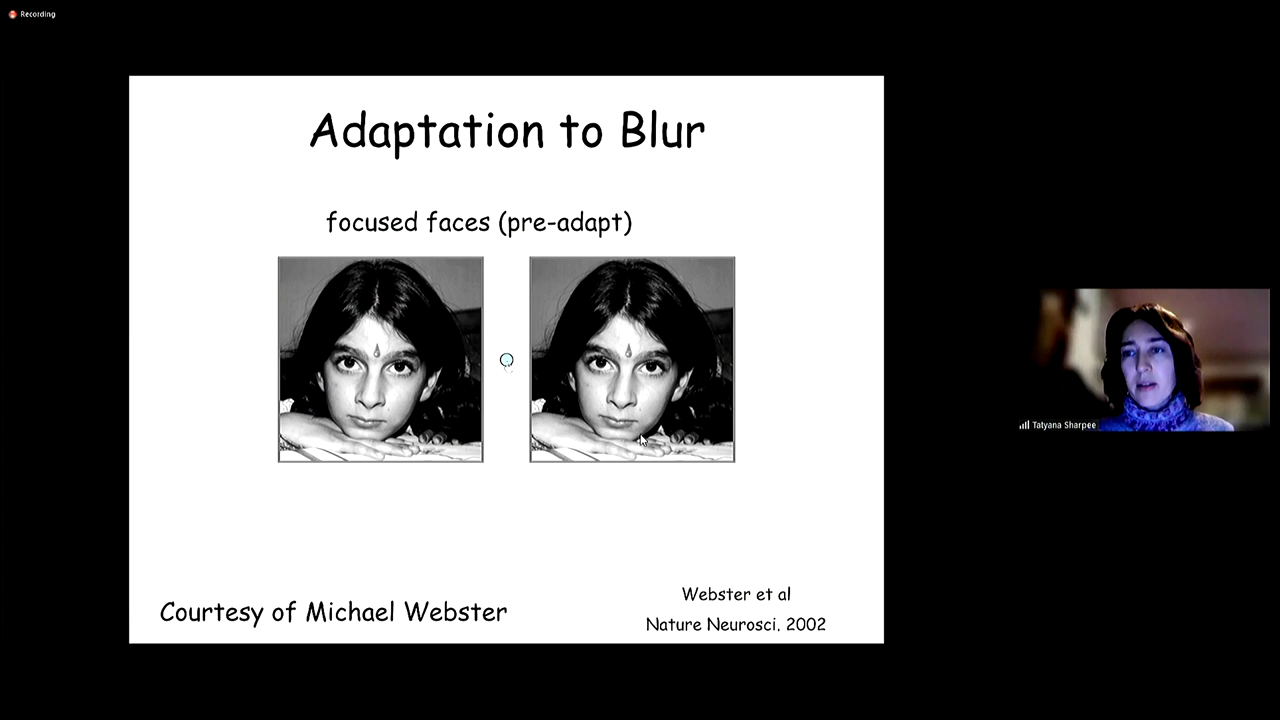 Recording
Adaptation to Blur
focused faces (pre-adapt)
Tatyana Sharpee
Webster et al
Courtesy of Michael Webster
Nature Neurosci. 2002